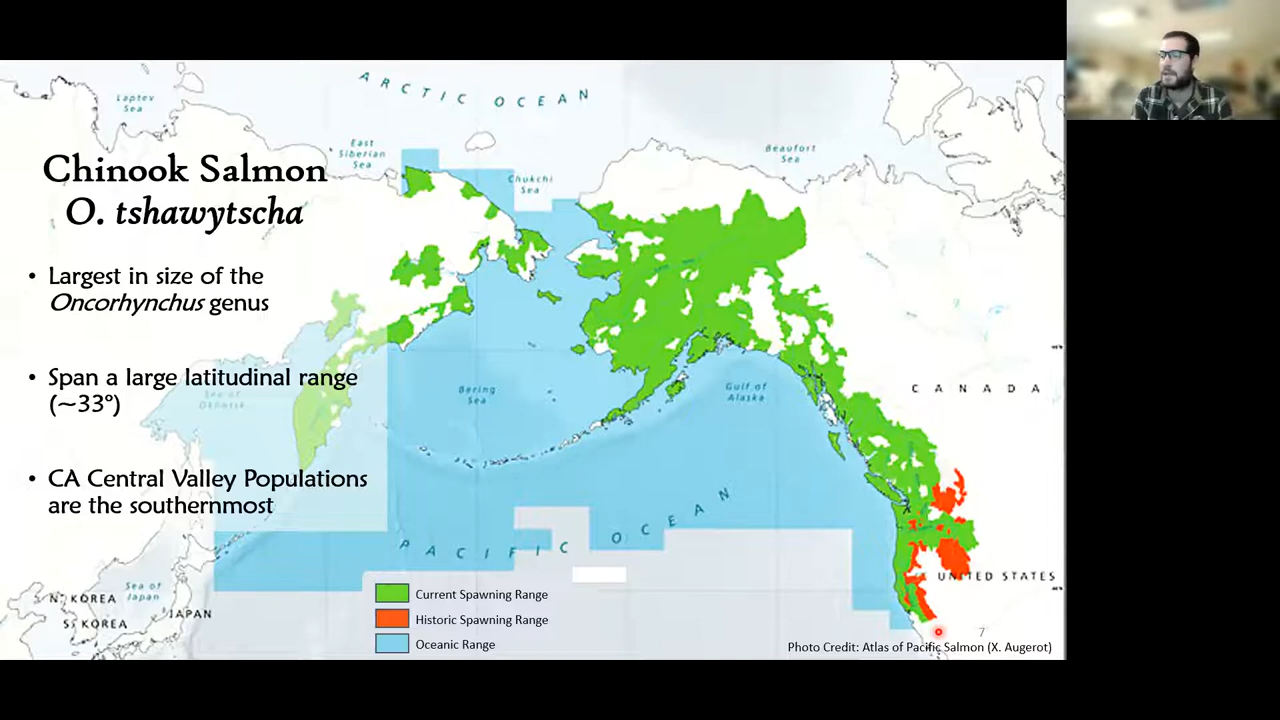 ARCTIC OCEAN
Laptev
Sea
East
Siberian
Sea
Chukchi
Sea
Beaufort
Sea
Chinook Salmon
O. tshawytscha
• Largest in size of the
Oncorhynchus genus
• Span a large latitudinal range
(~33°)
• CA Central Valley Populations
are the southernmost
Sea of
Okhotsk
Bering
Sea
Gulf of
Alaska
CANADA
PACIFIC OCEAN
UNITED STATES
N. KOREA
S. KOREA
Sea of
Japan
JAPAN
Current Spawning Range
Historic Spawning Range
Oceanic Range
7
Photo Credit: Atlas of Pacific Salmon (X. Augerot)